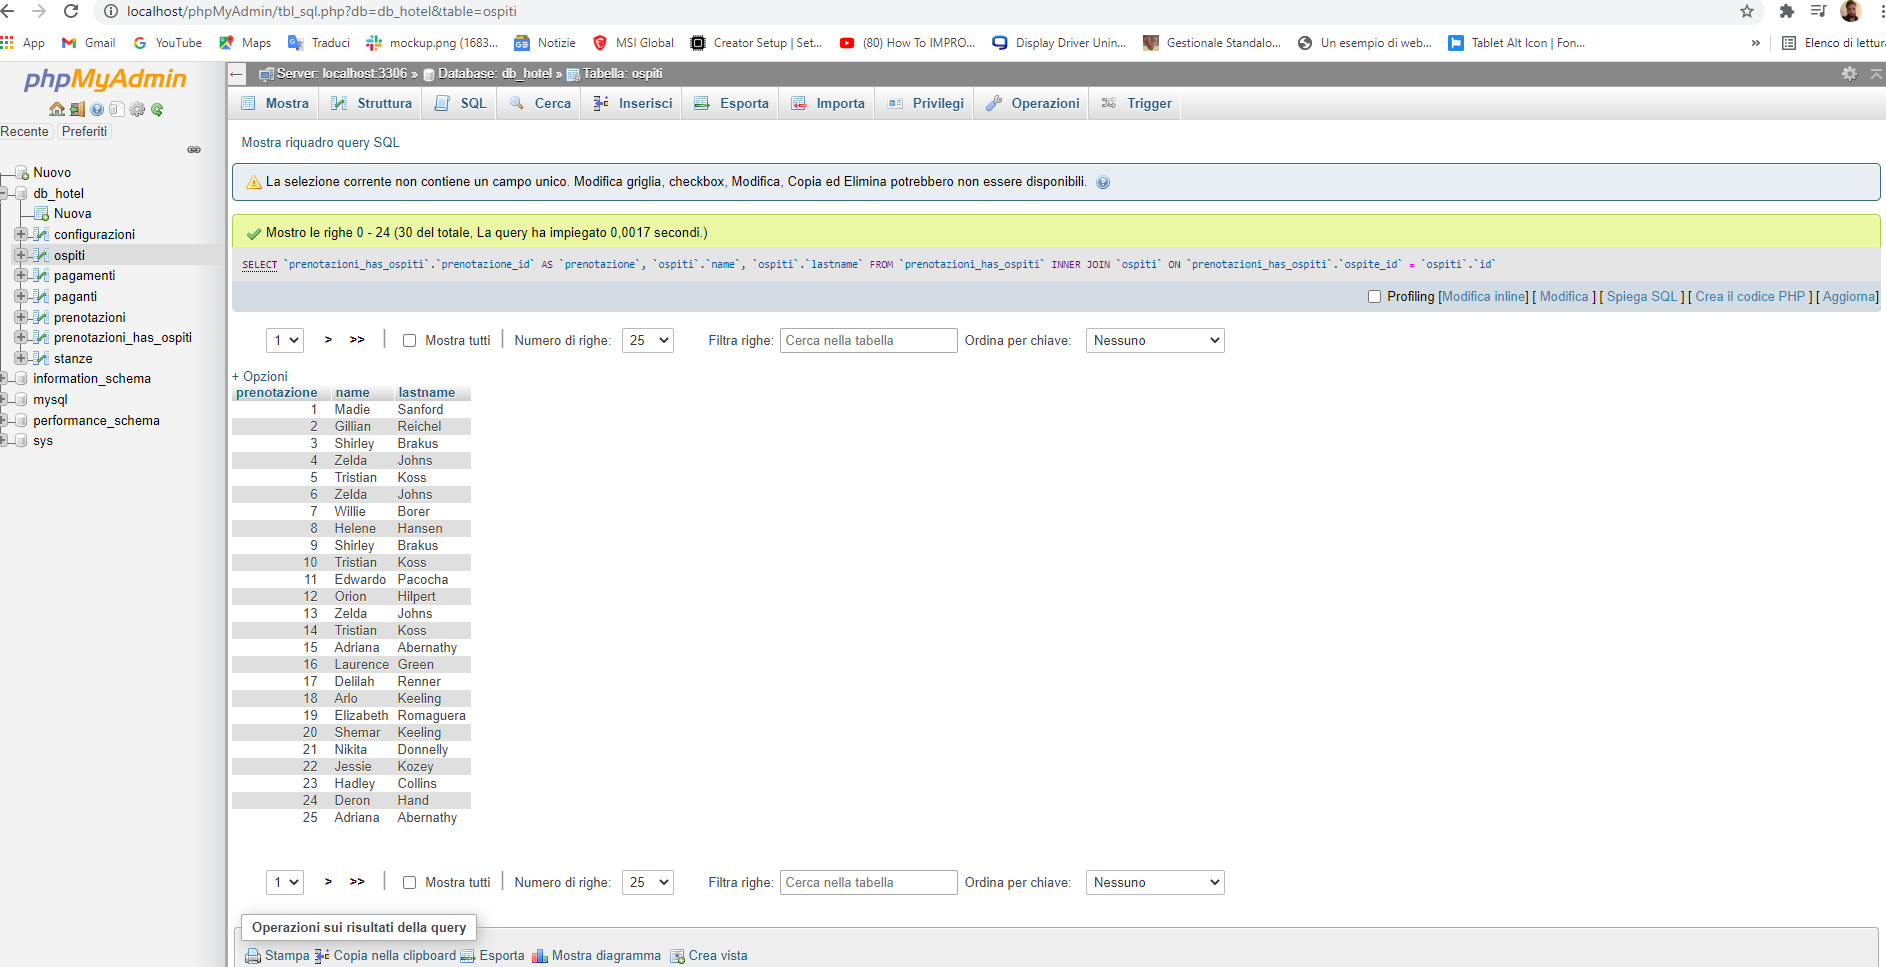 localhost/phpMyAdmin/tbl_sql.php?db=db_hotel&table=ospiti
App Gmail YouTube Maps Traduci mockup.png (1683... Notizie MSI Global Creator Setup | Set... (80) How To IMPRO... Display Driver Unin... Gestionale Standalo... Un esempio di web... Tablet Alt Icon | Fon... » Elenco di lettura
phpMyAdmin
Recente Preferiti
Nuovo
db_hotel
Nuova
configurazioni
ospiti
pagamenti
paganti
prenotazioni
prenotazioni_has_ospiti
stanze
information_schema
mysql
performance_schema
sys
Server: localhost:3306 » Database: db_hotel » Tabella: ospiti
Mostra Struttura SQL Cerca Inserisci Esporta Importa Privilegi Operazioni Trigger
Mostra riquadro query SQL
La selezione corrente non contiene un campo unico. Modifica griglia, checkbox, Modifica, Copia ed Elimina potrebbero non essere disponibili.
Mostro le righe 0 - 24 (30 del totale, La query ha impiegato 0,0017 secondi.)
SELECT `prenotazioni_has_ospiti`.`prenotazione_id` AS `prenotazione`, `ospiti`.`name`, `ospiti`.`lastname` FROM `prenotazioni_has_ospiti` INNER JOIN `ospiti` ON `prenotazioni_has_ospiti`.`ospite_id` = `ospiti`.`id`
Profiling [Modifica inline] [ Modifica ] [ Spiega SQL ] [ Crea il codice PHP ] [ Aggiorna]
1 > >> | Mostra tutti | Numero di righe: 25 Filtra righe: Cerca nella tabella Ordina per chiave: Nessuno
+ Opzioni
prenotazione name lastname
1 Madie Sanford
2 Gillian Reichel
3 Shirley Brakus
4 Zelda Johns
5 Tristian Koss
6 Zelda Johns
7 Willie Borer
8 Helene Hansen
9 Shirley Brakus
10 Tristian Koss
11 Edwardo Pacocha
12 Orion Hilpert
13 Zelda Johns
14 Tristian Koss
15 Adriana Abernathy
16 Laurence Green
17 Delilah Renner
18 Arlo Keeling
19 Elizabeth Romaguera
20 Shemar Keeling
21 Nikita Donnelly
22 Jessie Kozey
23 Hadley Collins
24 Deron Hand
25 Adriana Abernathy
1 > >> | Mostra tutti | Numero di righe: 25 Filtra righe: Cerca nella tabella Ordina per chiave: Nessuno
Operazioni sui risultati della query
Stampa Copia nella clipboard Esporta Mostra diagramma Crea vista